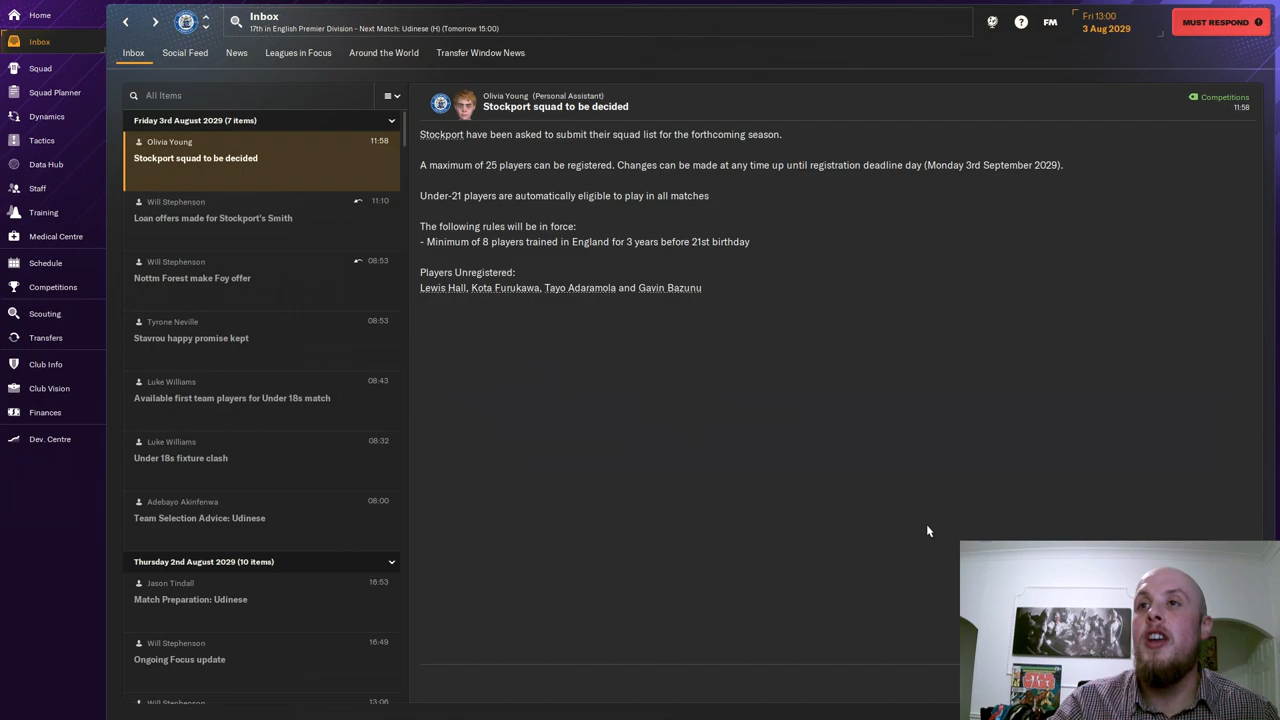 Home
Inbox
Squad
Squad Planner
Dynamics
Tactics
Data Hub
Staff
Training
Medical Centre
Schedule
Competitions
Scouting
Transfers
Club Info
Club Vision
Finances
Dev. Centre
Inbox
17th in English Premier Division - Next Match: Udinese (H) (Tomorrow 15:00)
FM
Fri 13:00
3 Aug 2029
MUST RESPOND
Inbox Social Feed News Leagues in Focus Around the World Transfer Window News
All Items
Friday 3rd August 2029 (7 items)
Olivia Young 11:58
Stockport squad to be decided
Will Stephenson 11:10
Loan offers made for Stockport's Smith
Will Stephenson 08:53
Nottm Forest make Foy offer
Tyrone Neville 08:53
Stavrou happy promise kept
Luke Williams 08:43
Available first team players for Under 18s match
Luke Williams 08:32
Under 18s fixture clash
Adebayo Akinfenwa 08:00
Team Selection Advice: Udinese
Thursday 2nd August 2029 (10 items)
Jason Tindall 16:53
Match Preparation: Udinese
Will Stephenson 16:49
Ongoing Focus update
Will Stephenson 13:06
Olivia Young (Personal Assistant)
Stockport squad to be decided
Competitions
11:58
Stockport have been asked to submit their squad list for the forthcoming season.
A maximum of 25 players can be registered. Changes can be made at any time up until registration deadline day (Monday 3rd September 2029).
Under-21 players are automatically eligible to play in all matches
The following rules will be in force:
- Minimum of 8 players trained in England for 3 years before 21st birthday
Players Unregistered:
Lewis Hall, Kota Furukawa, Tayo Adaramola and Gavin Bazunu
STAR WARS